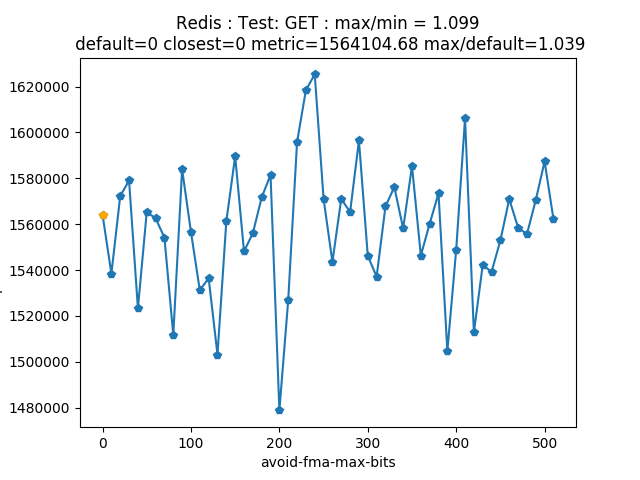 Redis : Test: GET : max/min = 1.099
default=0 closest=0 metric=1564104.68 max/default=1.039
1620000
1600000
1580000
1560000
1540000
1520000
1500000
1480000
0 100 200 300 400 500
avoid-fma-max-bits